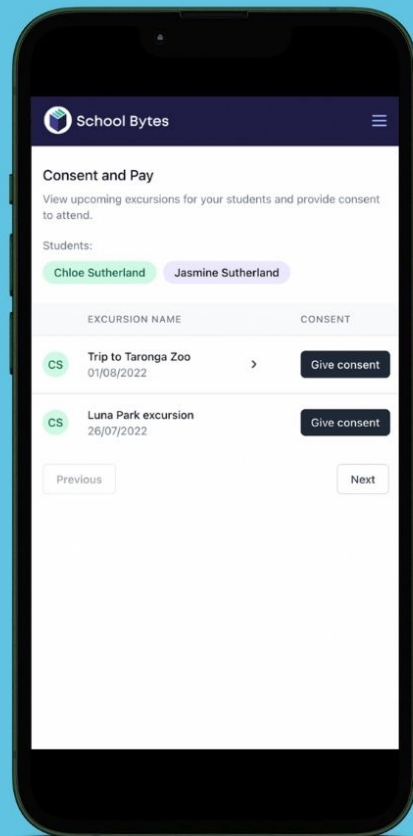 School Bytes
Consent and Pay
View upcoming excursions for your students and provide consent
to attend.
Students:
Chloe Sutherland Jasmine Sutherland
EXCURSION NAME CONSENT
CS Trip to Taronga Zoo > Give consent
01/08/2022
CS Luna Park excursion Give consent
26/07/2022
Previous Next